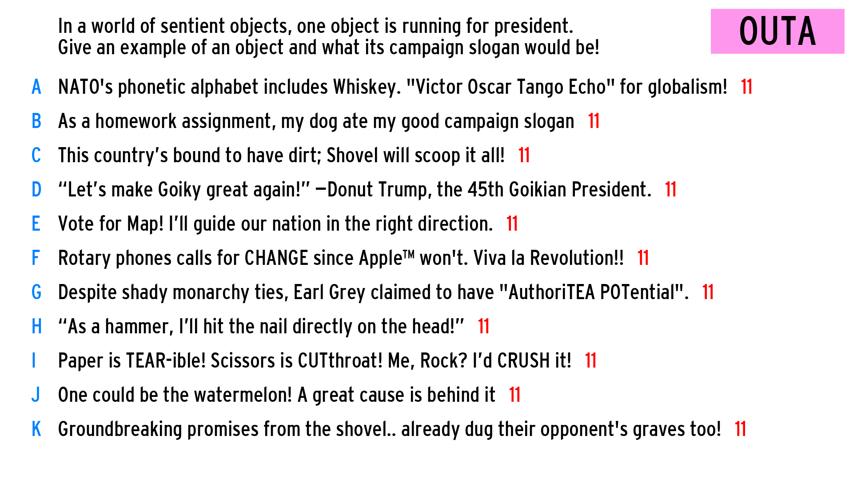 In a world of sentient objects, one object is running for president.
Give an example of an object and what its campaign slogan would be!
OUTA
A NATO's phonetic alphabet includes Whiskey. "Victor Oscar Tango Echo" for globalism! 11
B As a homework assignment, my dog ate my good campaign slogan 11
C This country’s bound to have dirt; Shovel will scoop it all! 11
D “Let’s make Goiky great again!” —Donut Trump, the 45th Goikian President. 11
E Vote for Map! I’ll guide our nation in the right direction. 11
F Rotary phones calls for CHANGE since Apple™ won't. Viva la Revolution!! 11
G Despite shady monarchy ties, Earl Grey claimed to have "AuthoriTEA POTential". 11
H “As a hammer, I’ll hit the nail directly on the head!” 11
I Paper is TEAR-ible! Scissors is CUTthroat! Me, Rock? I’d CRUSH it! 11
J One could be the watermelon! A great cause is behind it 11
K Groundbreaking promises from the shovel.. already dug their opponent's graves too! 11